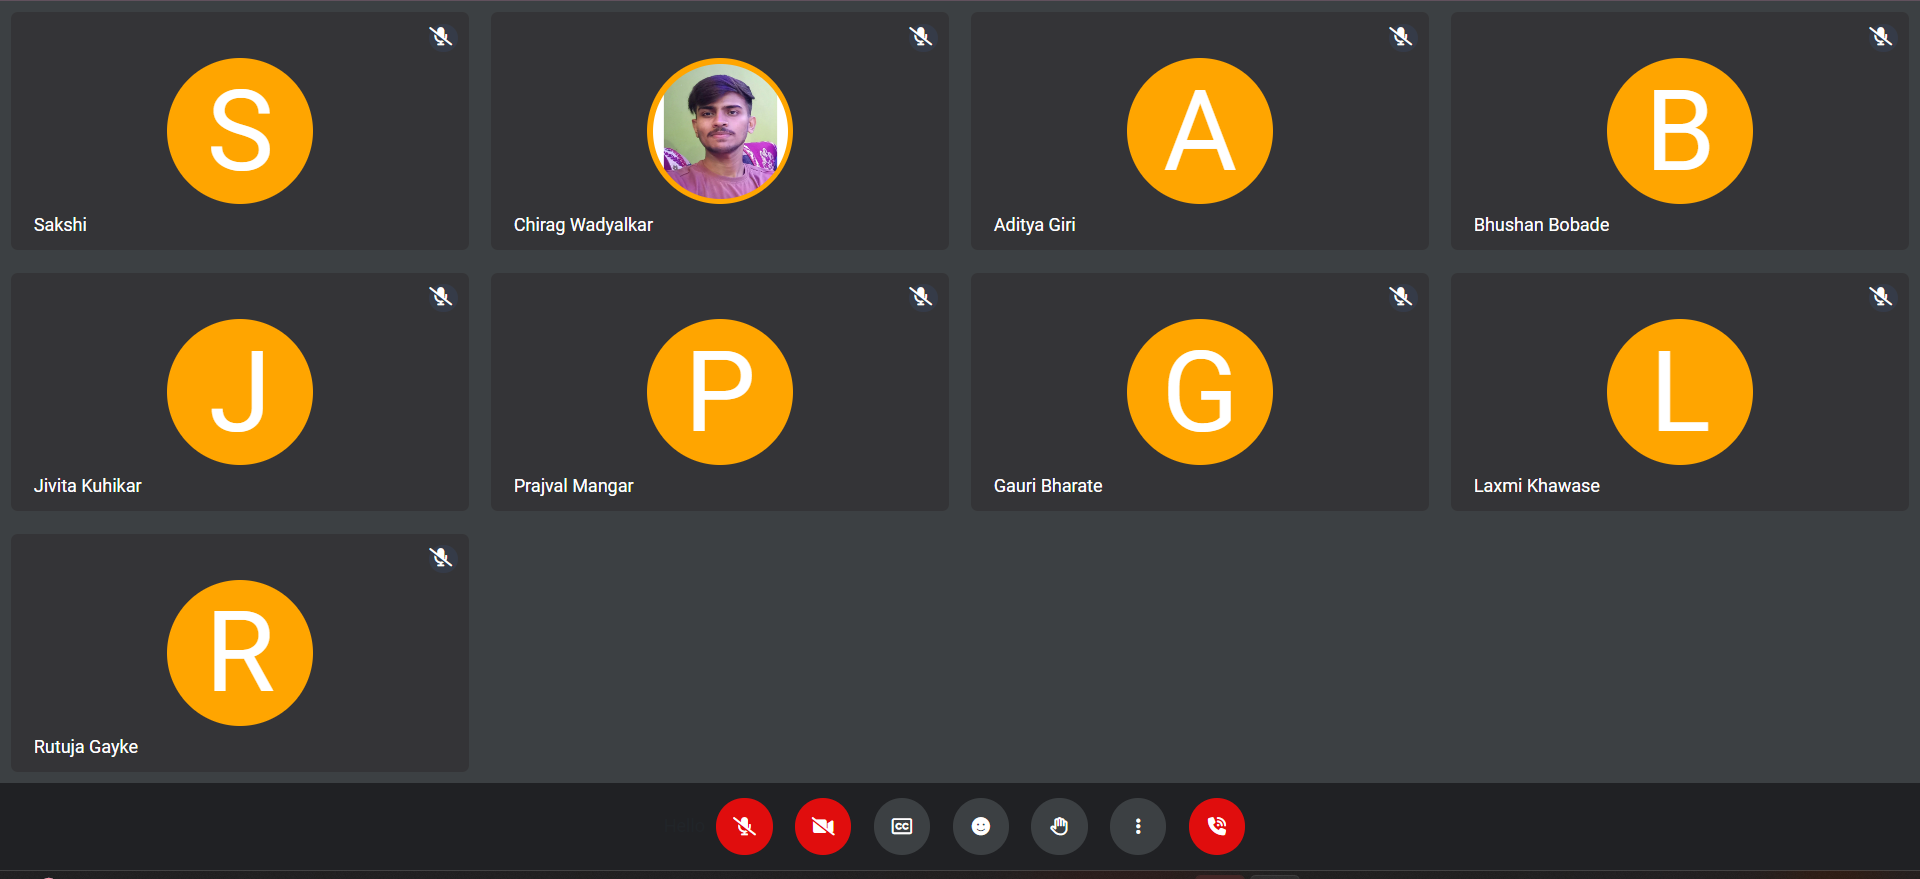 S
Sakshi
Chirag Wadyalkar
A
Aditya Giri
B
Bhushan Bobade
J
Jivita Kuhikar
P
Prajval Mangar
G
Gauri Bharate
L
Laxmi Khawase
R
Rutuja Gayke
CC